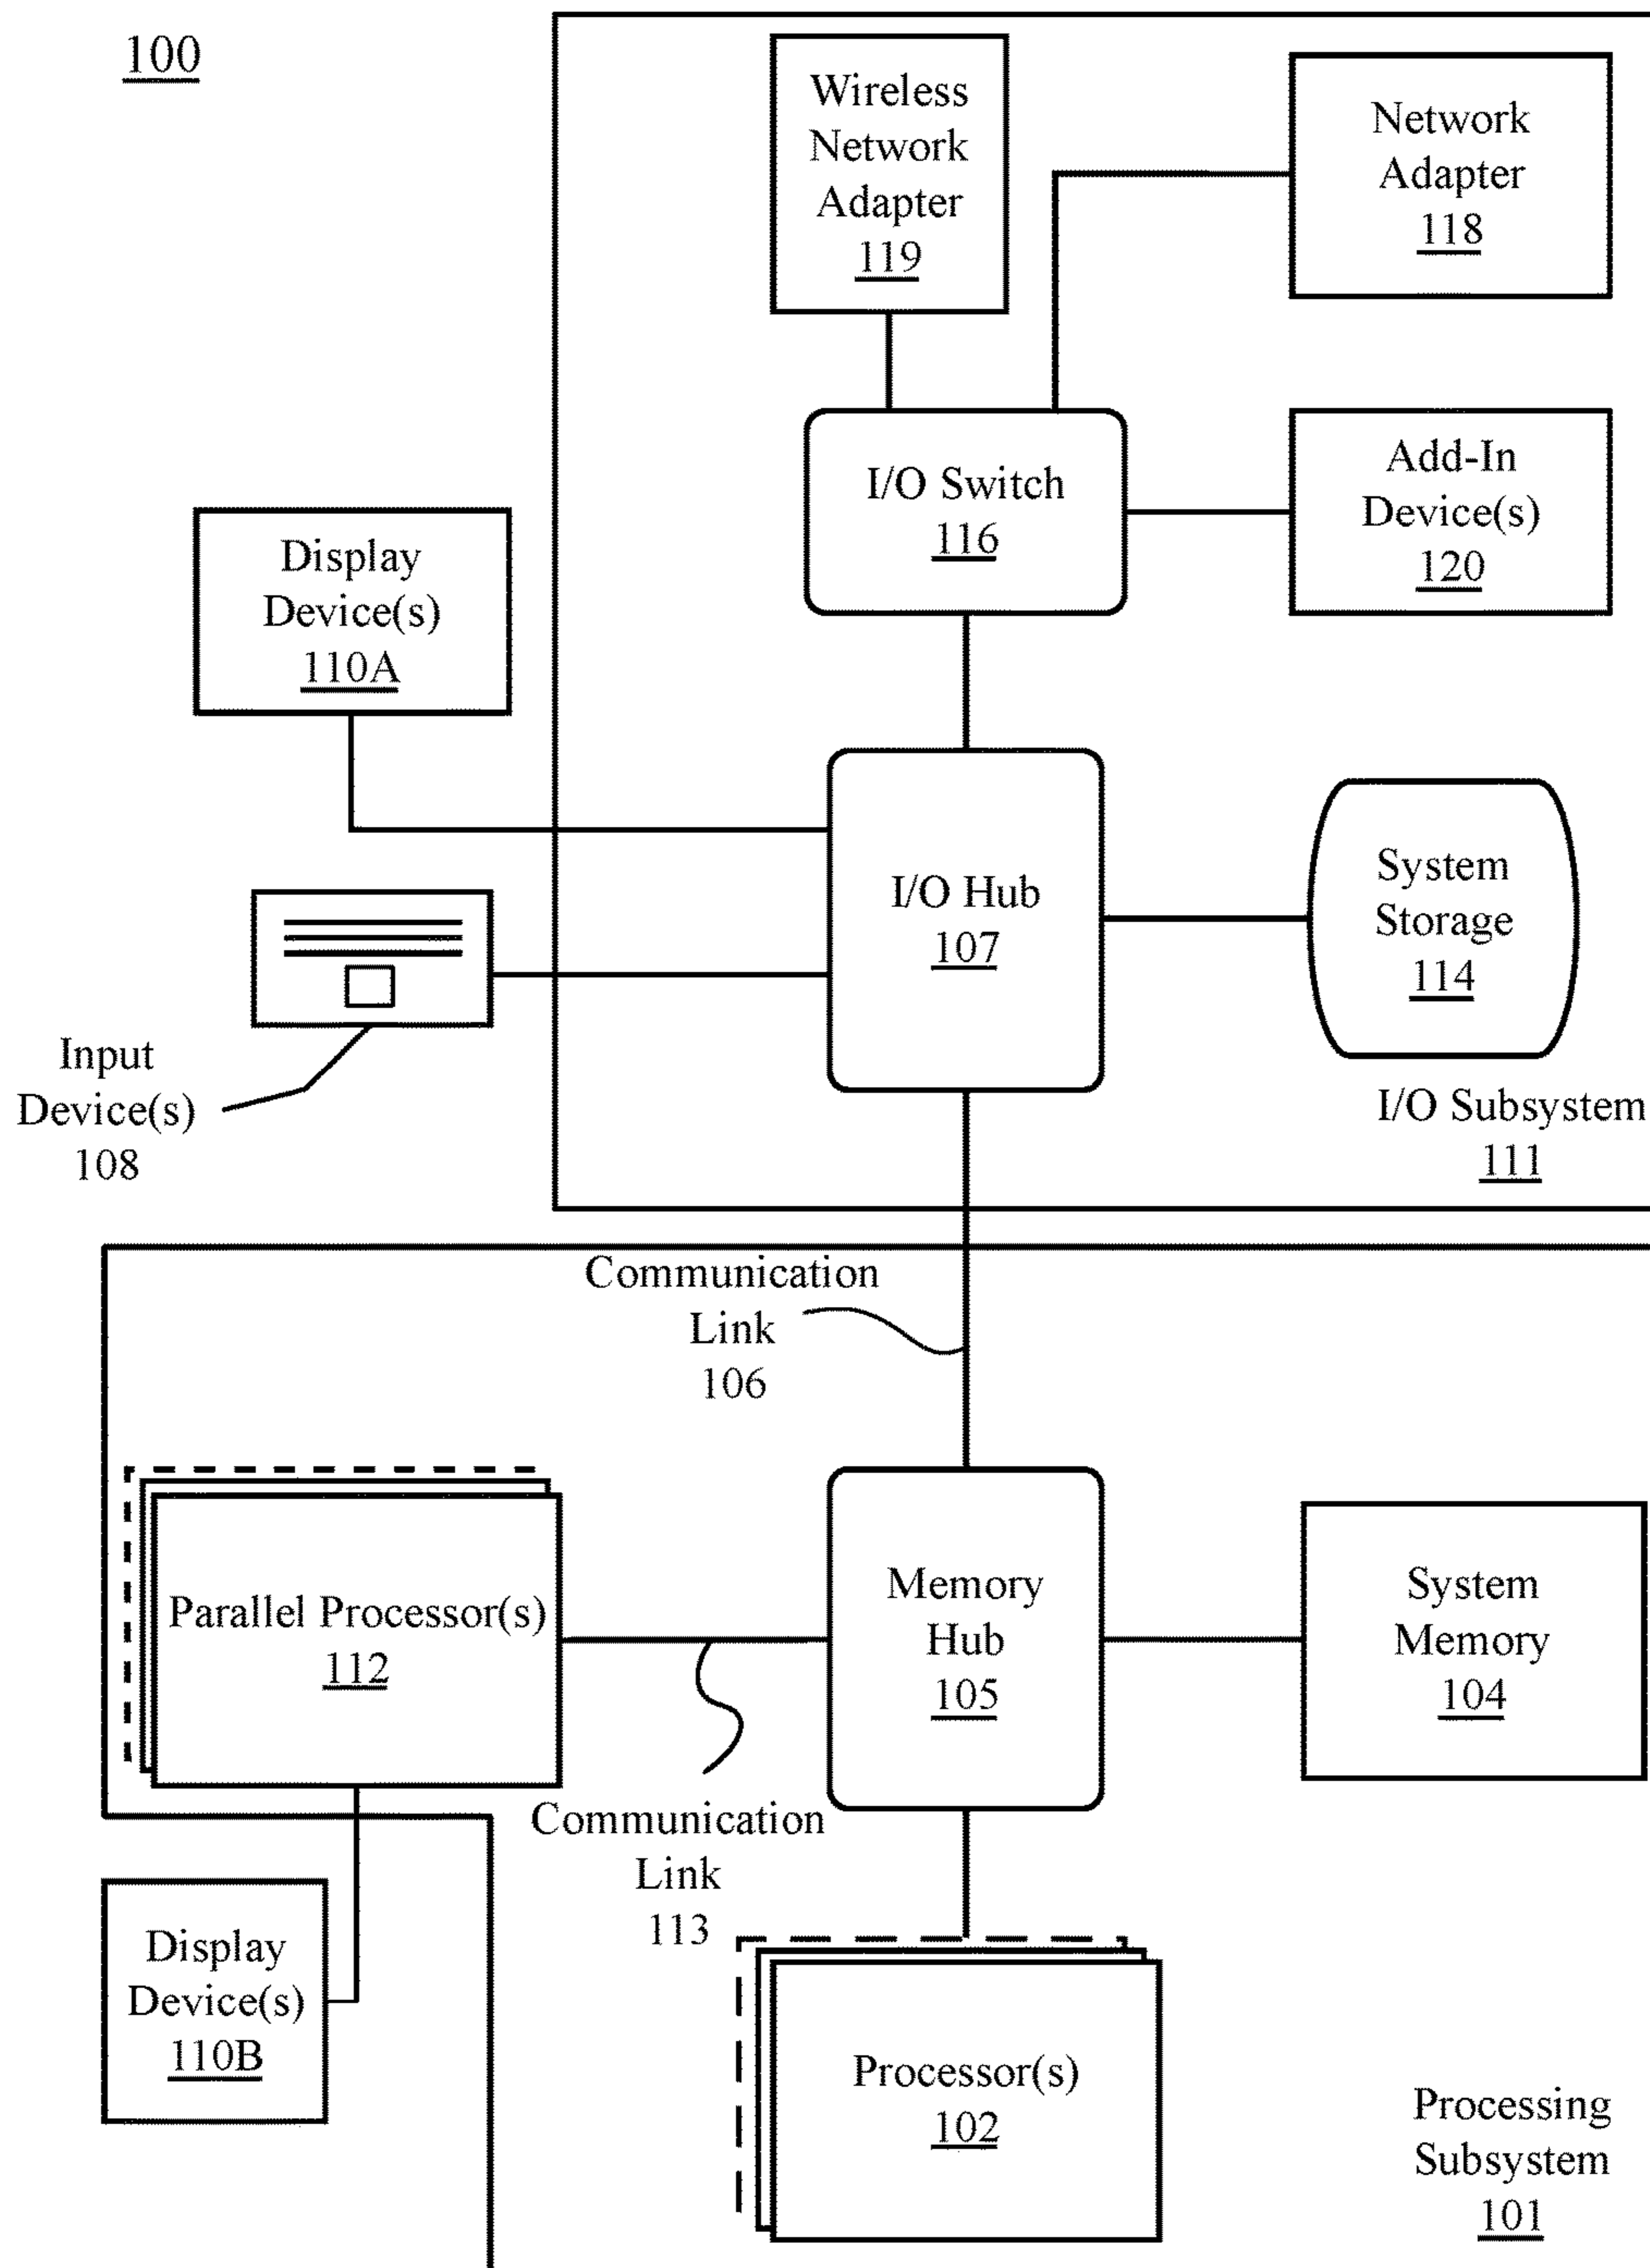 100
Wireless
Network
Adapter
119
Network
Adapter
118
I/O Switch
116
Add-In
Device(s)
120
Display
Device(s)
110A
I/O Hub
107
System
Storage
114
Input
Device(s)
108
I/O Subsystem
111
Communication
Link
106
Parallel Processor(s)
112
Memory
Hub
105
System
Memory
104
Communication
Link
113
Display
Device(s)
110B
Processor(s)
102
Processing
Subsystem
101